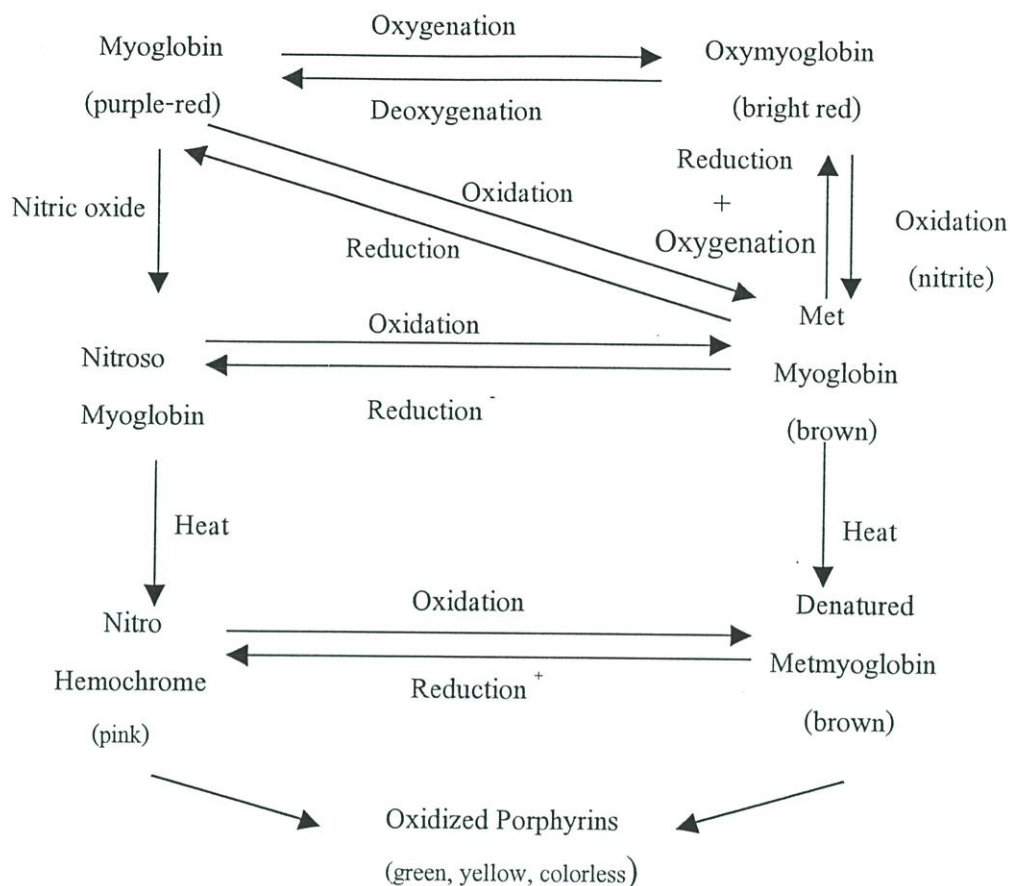 Myoglobin
(purple-red)
Oxygenation
Deoxygenation
Oxymyoglobin
(bright red)
Nitric oxide
Oxidation
Reduction
Reduction
+
Oxygenation
Oxidation
(nitrite)
Nitroso
Myoglobin
Oxidation
Reduction -
Met
Myoglobin
(brown)
Heat
Heat
Nitro
Hemochrome
(pink)
Oxidation
Reduction +
Denatured
Metmyoglobin
(brown)
Oxidized Porphyrins
(green, yellow, colorless)